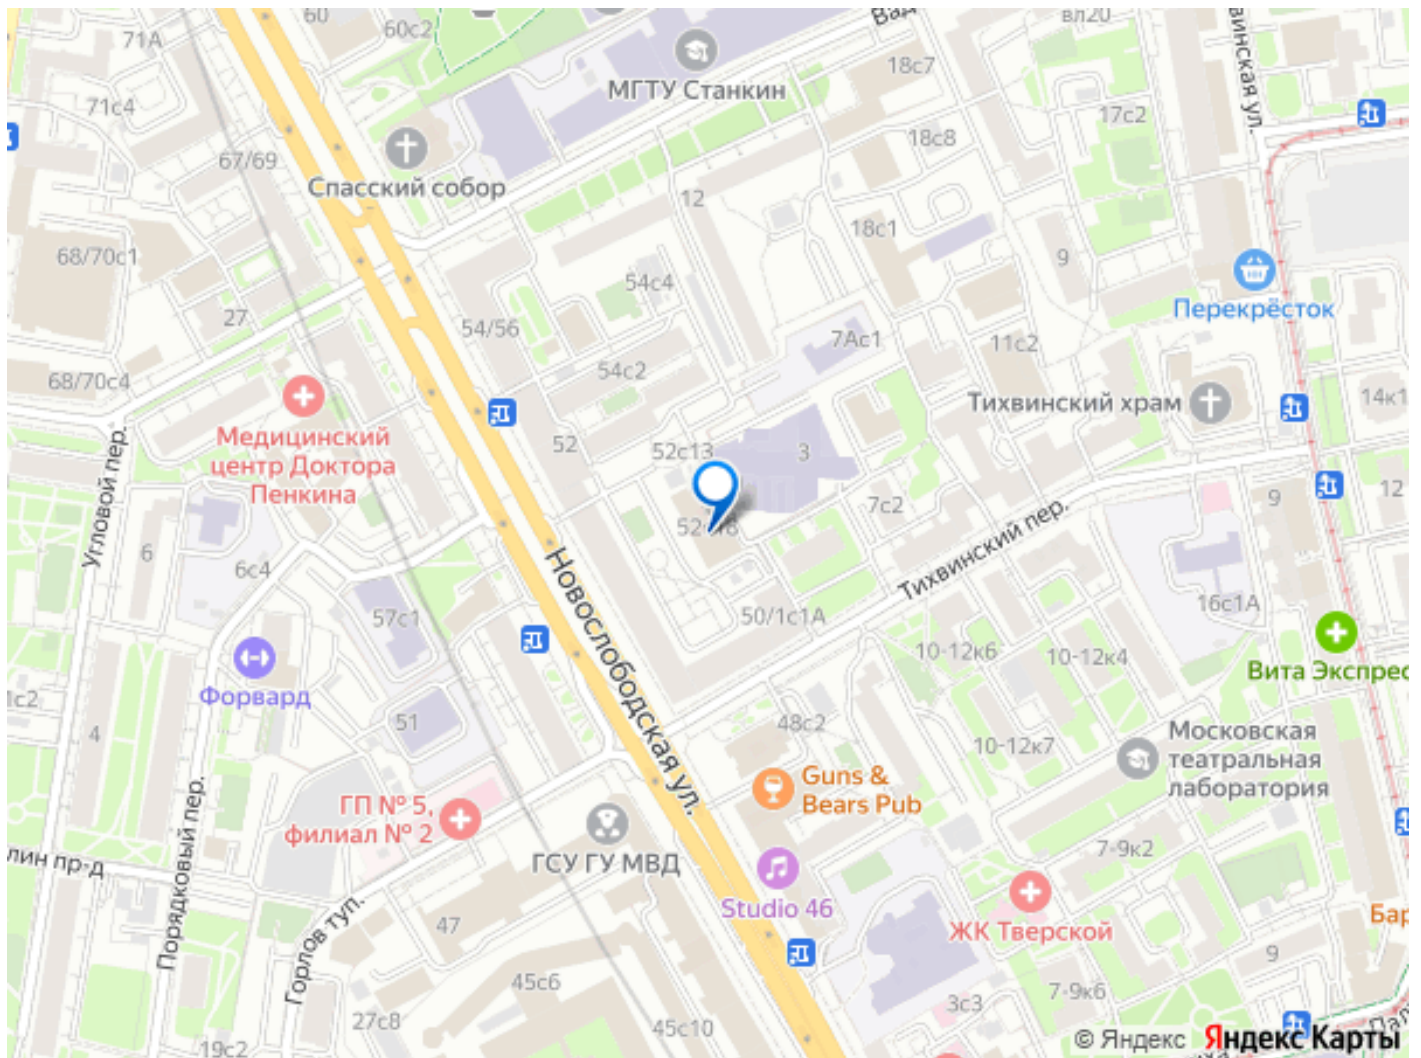 60
60с2
Вад
вл20
71А
18с7
МГТУ Станкин
71с4
17с2
18с8
67/69
Спасский собор
12
18с1
винская ул.
68/70с1
9
54с4
Перекрёсток
27
54/56
7Ас1
11с2
68/70с4
54с2
Тихвинский храм
14к1
Медицинский
центр Доктора
Пенкина
52
52с13
3
Угловой пер.
7с2
9
12
Тихвинский пер.
6
6с4
Новослободская ул.
57с1
50/1с1А
16с1А
10-12к6
10-12к4
Вита Экспрес
Форвард
1с2
4
51
48с2
10-12к7
Московская
театральная
лаборатория
Guns &
Bears Pub
ГП № 5,
филиал № 2
ГСУ ГУ МВД
7-9к2
лин пр-д
Порядковый пер.
Studio 46
ЖК Тверской
Бар
47
Горлов туп.
45с6
9
7-9к6
3с3
27с8
45с10
19с2
© Яндекс Яндекс Карты